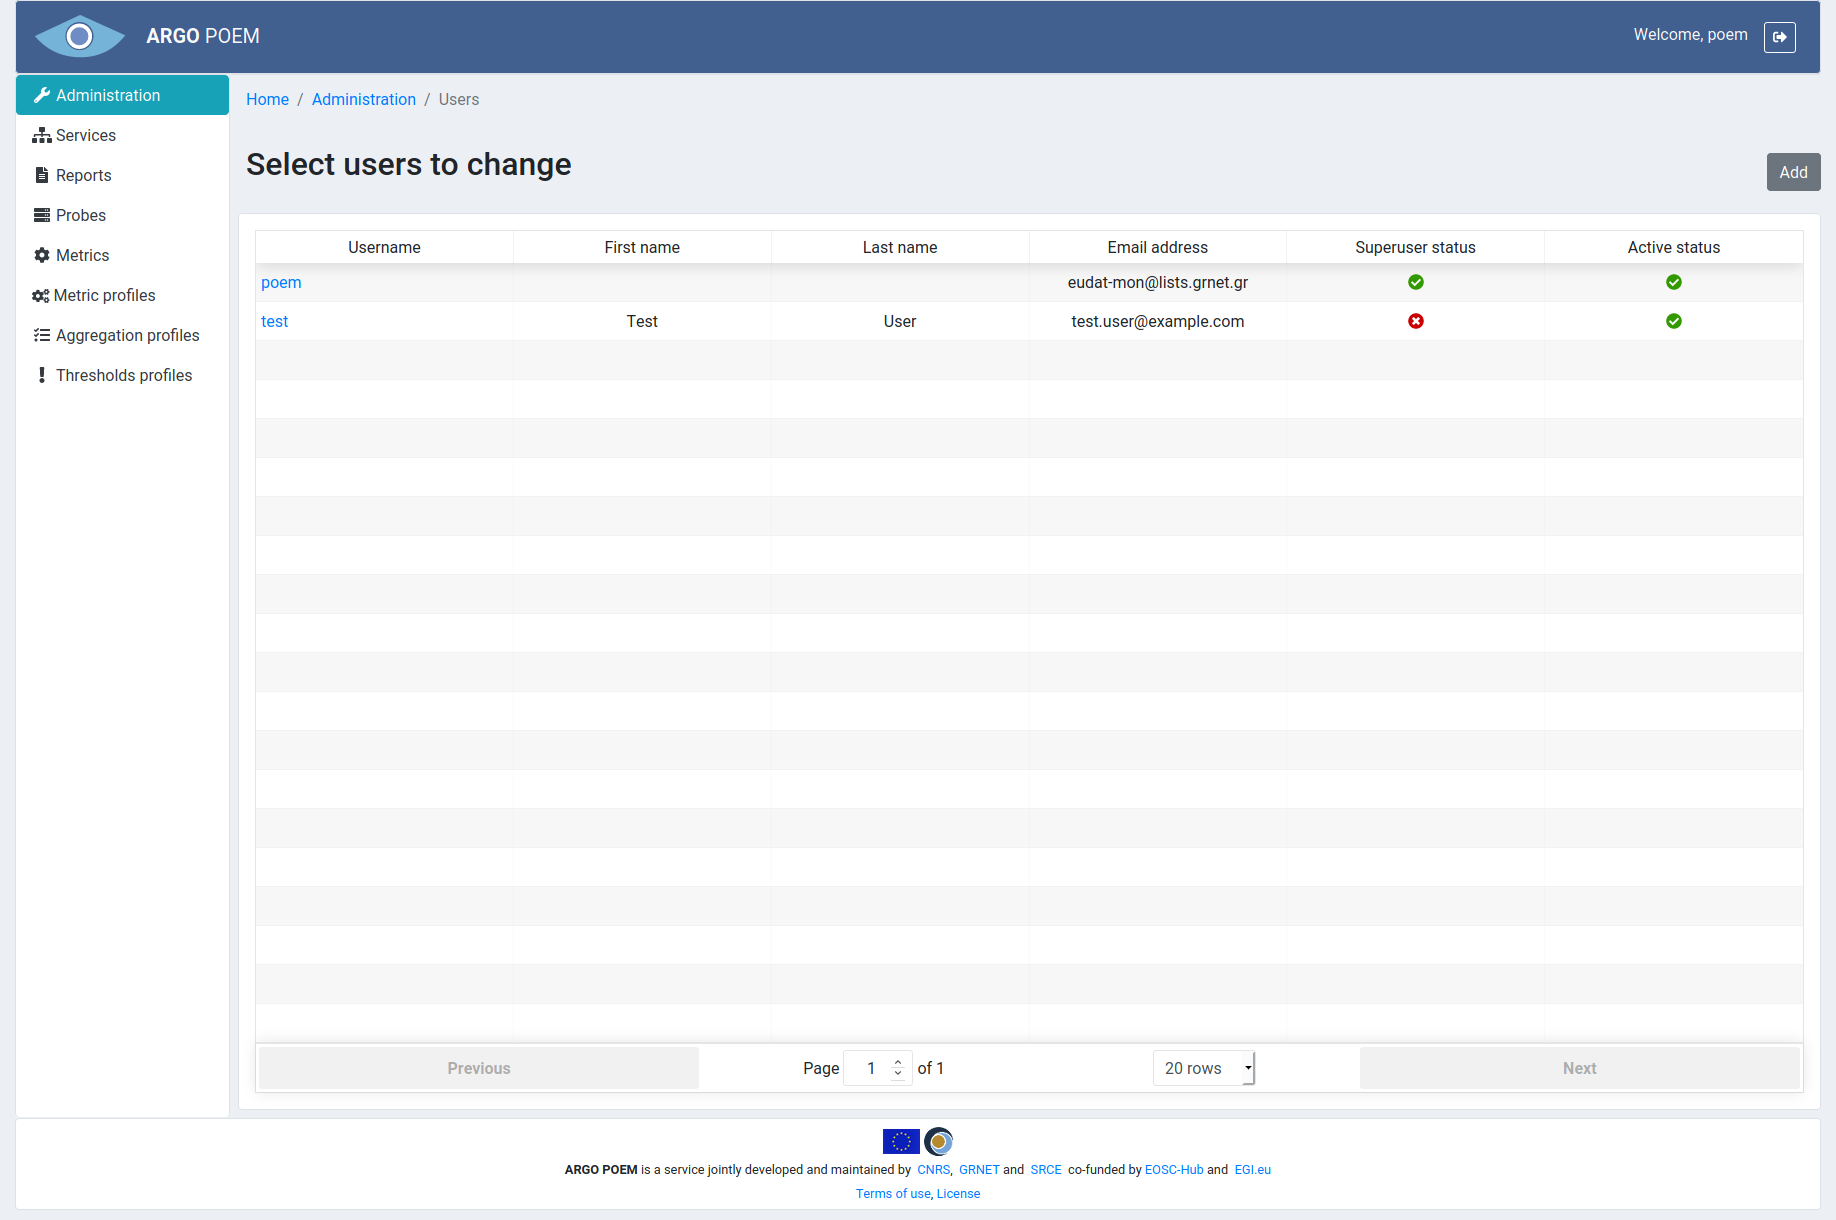 ARGO POEM
Welcome, poem
Administration
Services
Reports
Probes
Metrics
Metric profiles
Aggregation profiles
Thresholds profiles
Home / Administration / Users
Select users to change
Add
Username First name Last name Email address Superuser status Active status
poem eudat-mon@lists.grnet.gr
test Test User test.user@example.com
Previous Page 1 of 1 20 rows Next
ARGO POEM is a service jointly developed and maintained by CNRS, GRNET and SRCE co-funded by EOSC-Hub and EGI.eu
Terms of use, License